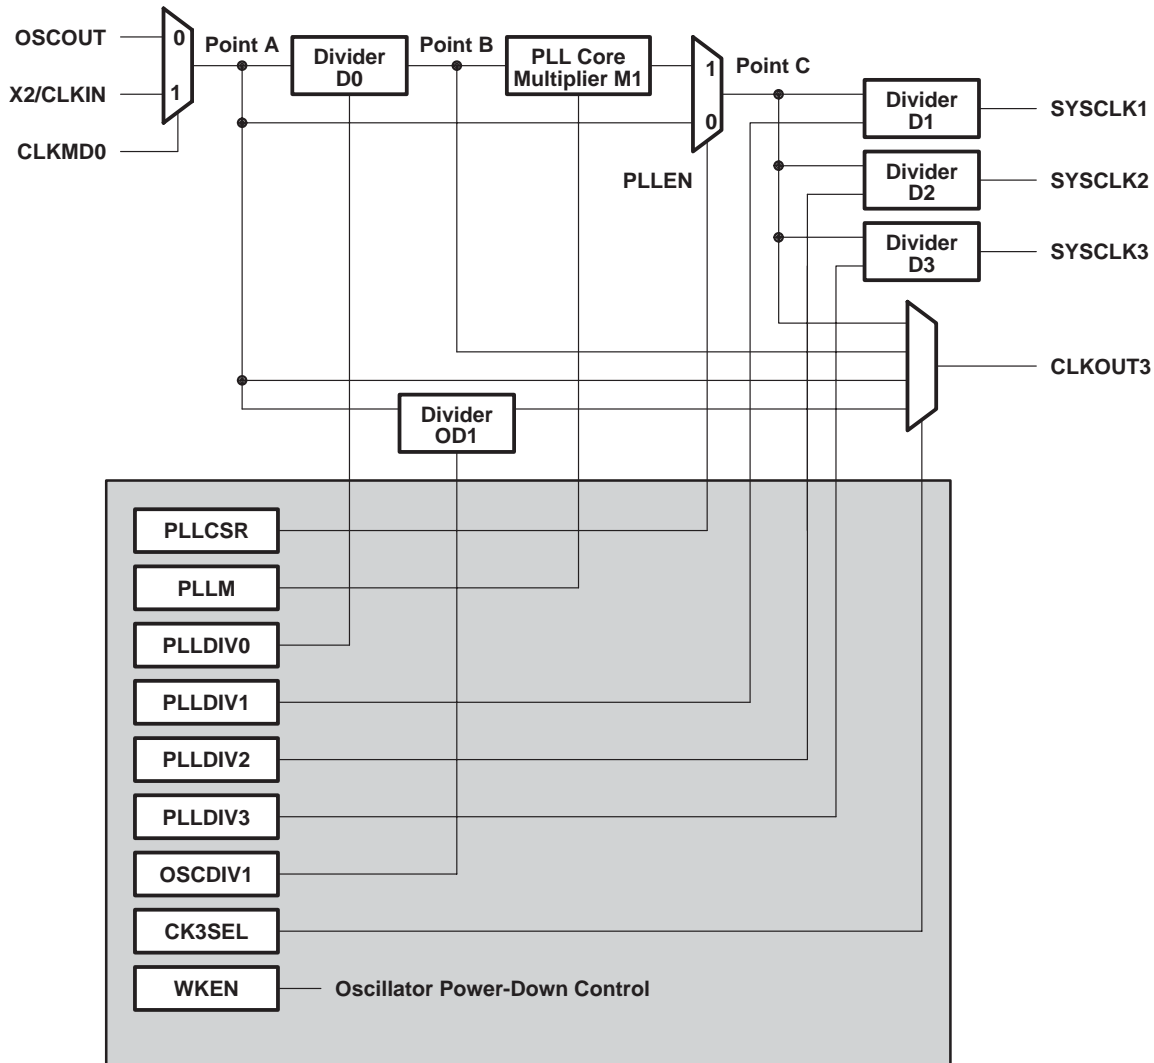 OSCOUT
0
Point A
Divider
D0
Point B
PLL Core
Multiplier M1
1
Point C
X2/CLKIN
1
0
Divider
D1
SYSCLK1
CLKMD0
PLLEN
Divider
D2
SYSCLK2
Divider
D3
SYSCLK3
CLKOUT3
Divider
OD1
PLLCSR
PLLM
PLLDIV0
PLLDIV1
PLLDIV2
PLLDIV3
OSCDIV1
CK3SEL
WKEN
Oscillator Power-Down Control